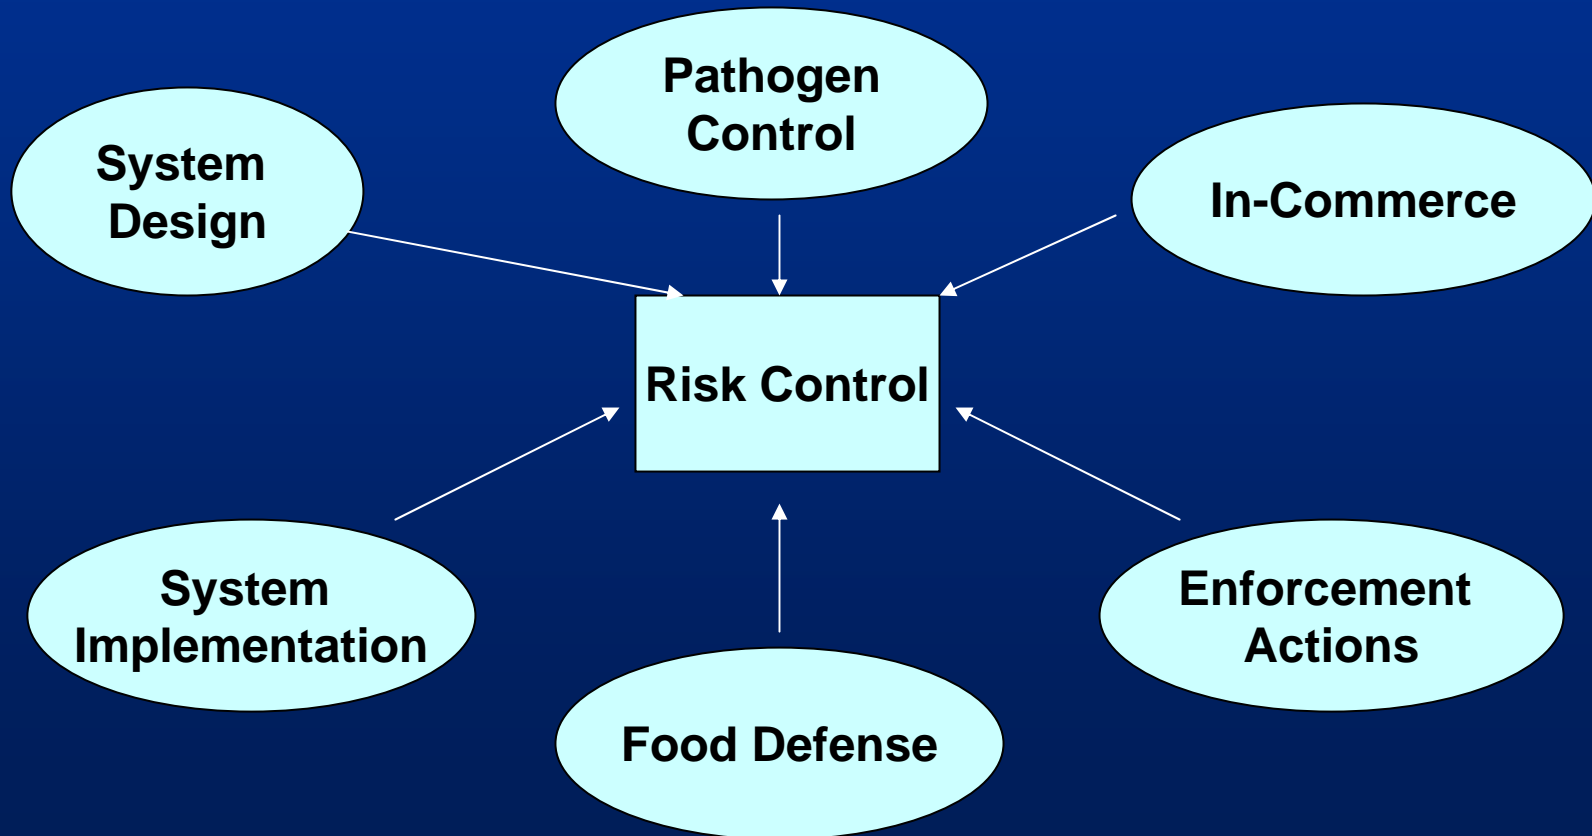 Pathogen
Control
System
Design
In-Commerce
Risk Control
System
Implementation
Enforcement
Actions
Food Defense